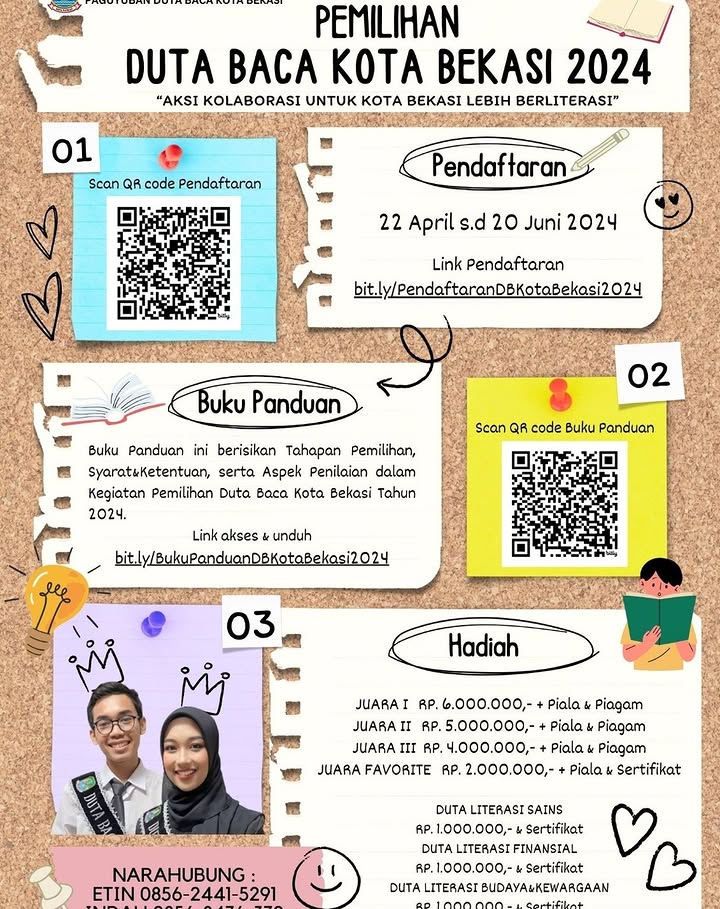 PAGUYUBAN DUTA BACA KOTA BEKASI
PEMILIHAN
DUTA BACA KOTA BEKASI 2024
“AKSI KOLABORASI UNTUK KOTA BEKASI LEBIH BERLITERASI”
01
Scan QR code Pendaftaran
bitly
Pendaftaran
22 April s.d 20 Juni 2024
Link Pendaftaran
bit.ly/PendaftaranDBKotaBekasi2024
Buku Panduan
Buku Panduan ini berisikan Tahapan Pemilihan,
Syarat&Ketentuan, serta Aspek Penilaian dalam
Kegiatan Pemilihan Duta Baca Kota Bekasi Tahun
2024.
Link akses & unduh
bit.ly/BukuPanduanDBKotaBekasi2024
02
Scan QR code Buku Panduan
bitly
03
DUTA BA
DUTA
Hadiah
JUARA I RP. 6.000.000,- + Piala & Piagam
JUARA II RP. 5.000.000,- + Piala & Piagam
JUARA III RP. 4.000.000,- + Piala & Piagam
JUARA FAVORITE RP. 2.000.000,- + Piala & Sertifikat
DUTA LITERASI SAINS
RP. 1.000.000,- & Sertifikat
DUTA LITERASI FINANSIAL
RP. 1.000.000,- & Sertifikat
DUTA LITERASI BUDAYA&KEWARGAAN
RP. 1.000.000,- & Sertifikat
NARAHUBUNG :
ETIN 0856-2441-5291